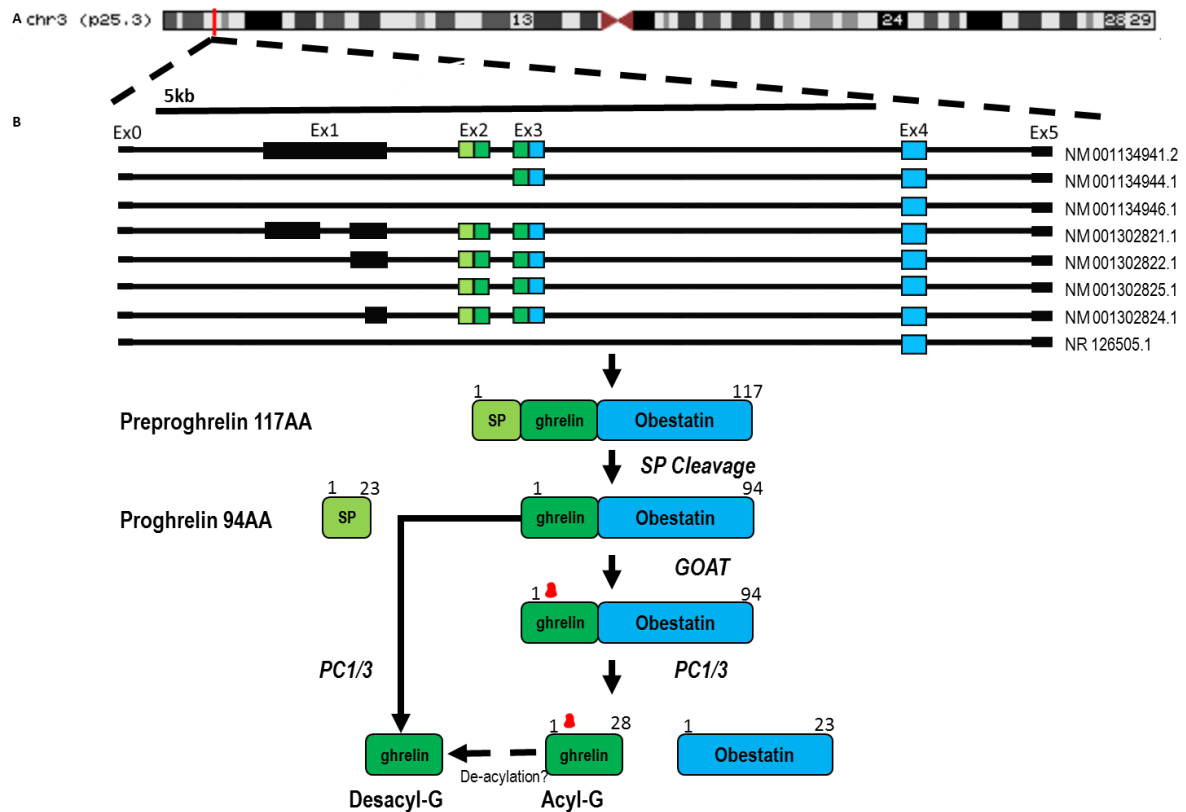 A
chr3 (p25.3)
13
24
28 29
5kb
B
Ex0 Ex1 Ex2 Ex3 Ex4 Ex5
NM 001134941.2
NM 001134944.1
NM 001134946.1
NM 001302821.1
NM 001302822.1
NM 001302825.1
NM 001302824.1
NR 126505.1
1 117
Preproghrelin 117AA SP ghrelin Obestatin
SP Cleavage
1 23 1 94
Proghrelin 94AA SP ghrelin Obestatin
GOAT
1 94
ghrelin Obestatin
PC1/3 PC1/3
1 28 1 23
ghrelin ghrelin Obestatin
De-acylation?
Desacyl-G Acyl-G